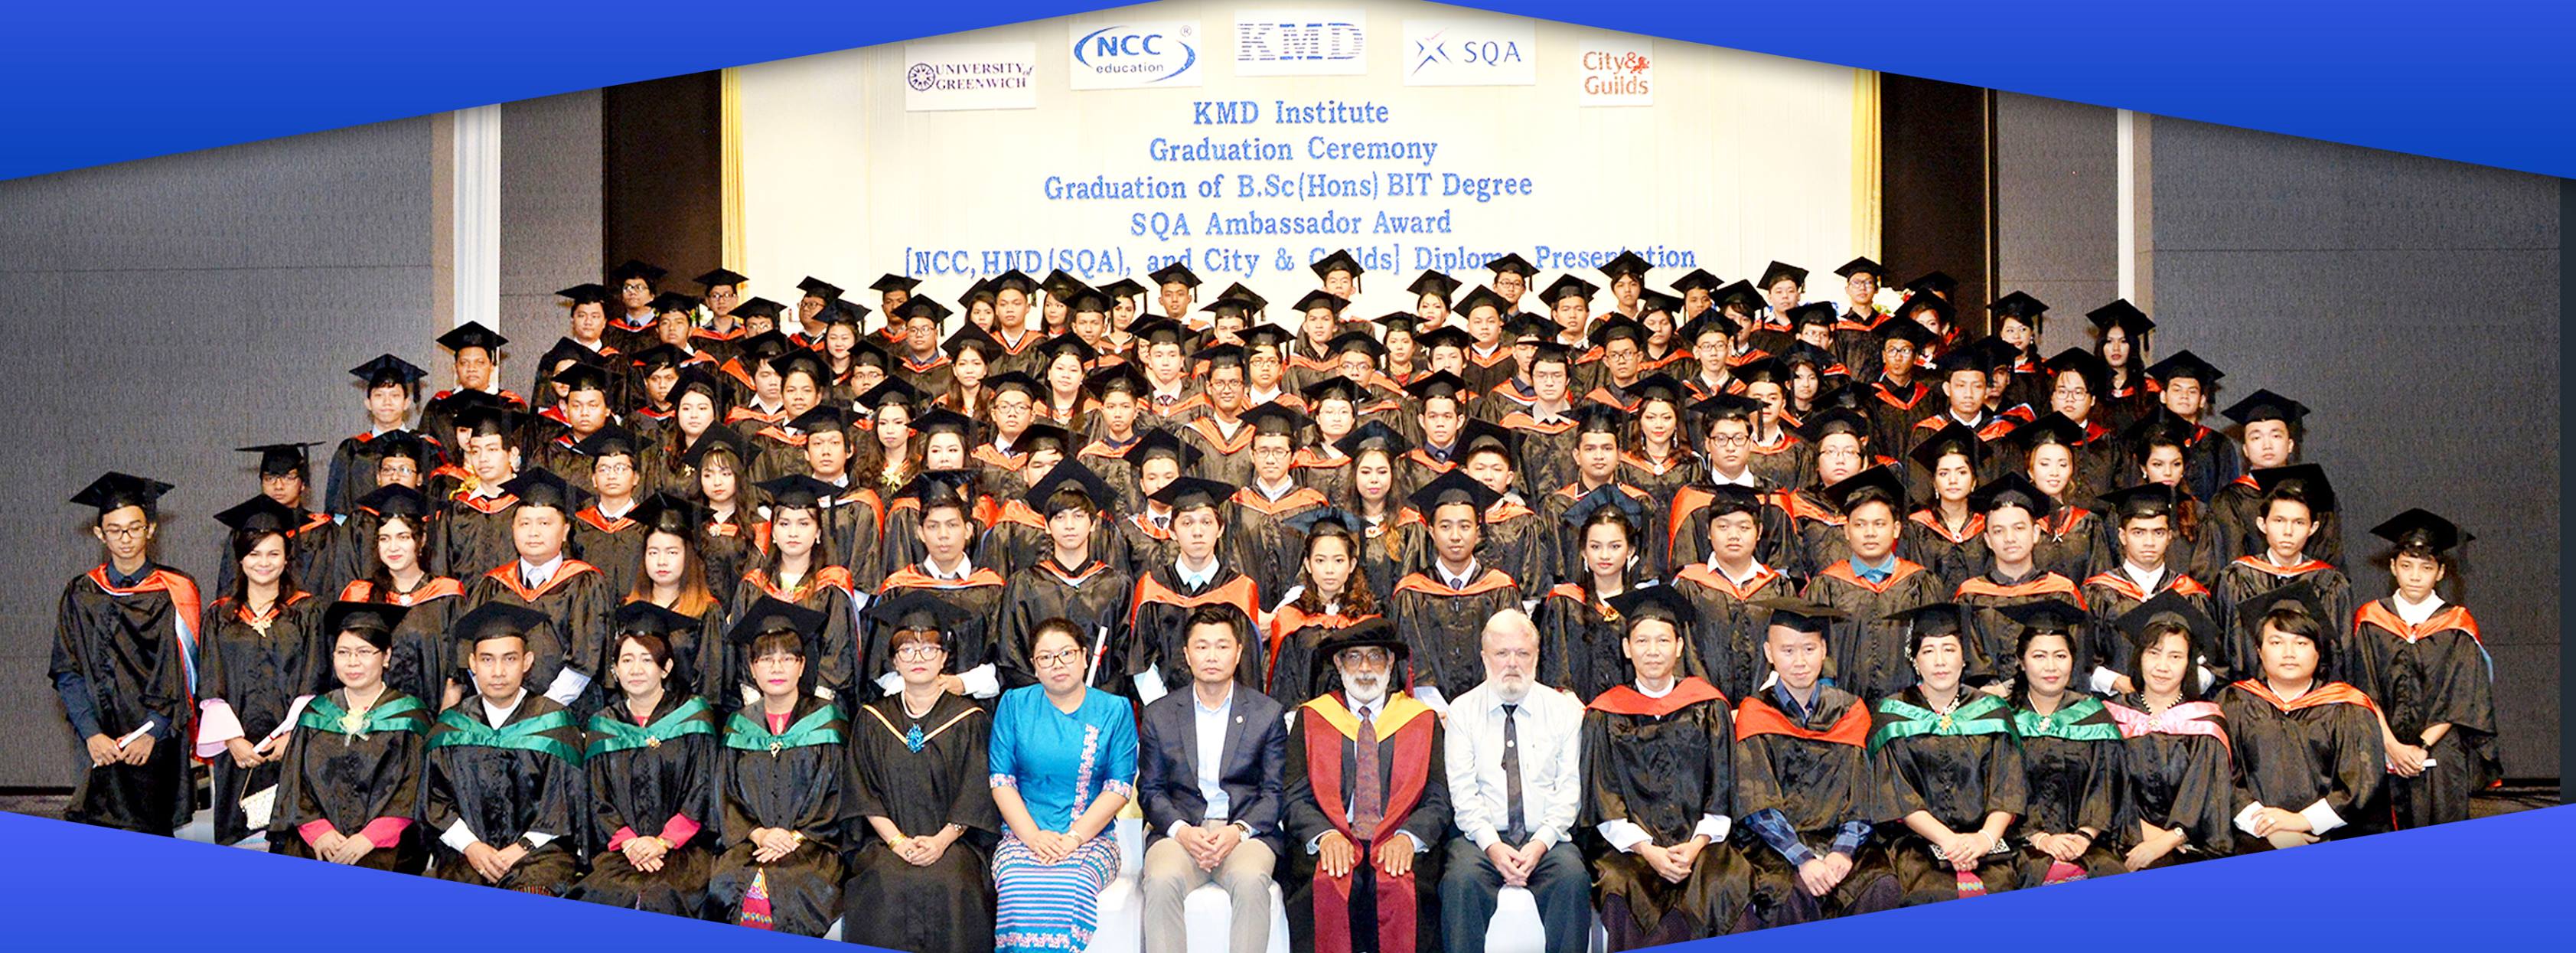 UNIVERSITY of
GREENWICH
NCC
education
®
KMD
SQA
City&
Guilds
KMD Institute
Graduation Ceremony
Graduation of B.Sc(Hons) BIT Degree
SQA Ambassador Award
[NCC, HND(SQA), and City & Guilds] Diploma Presentation